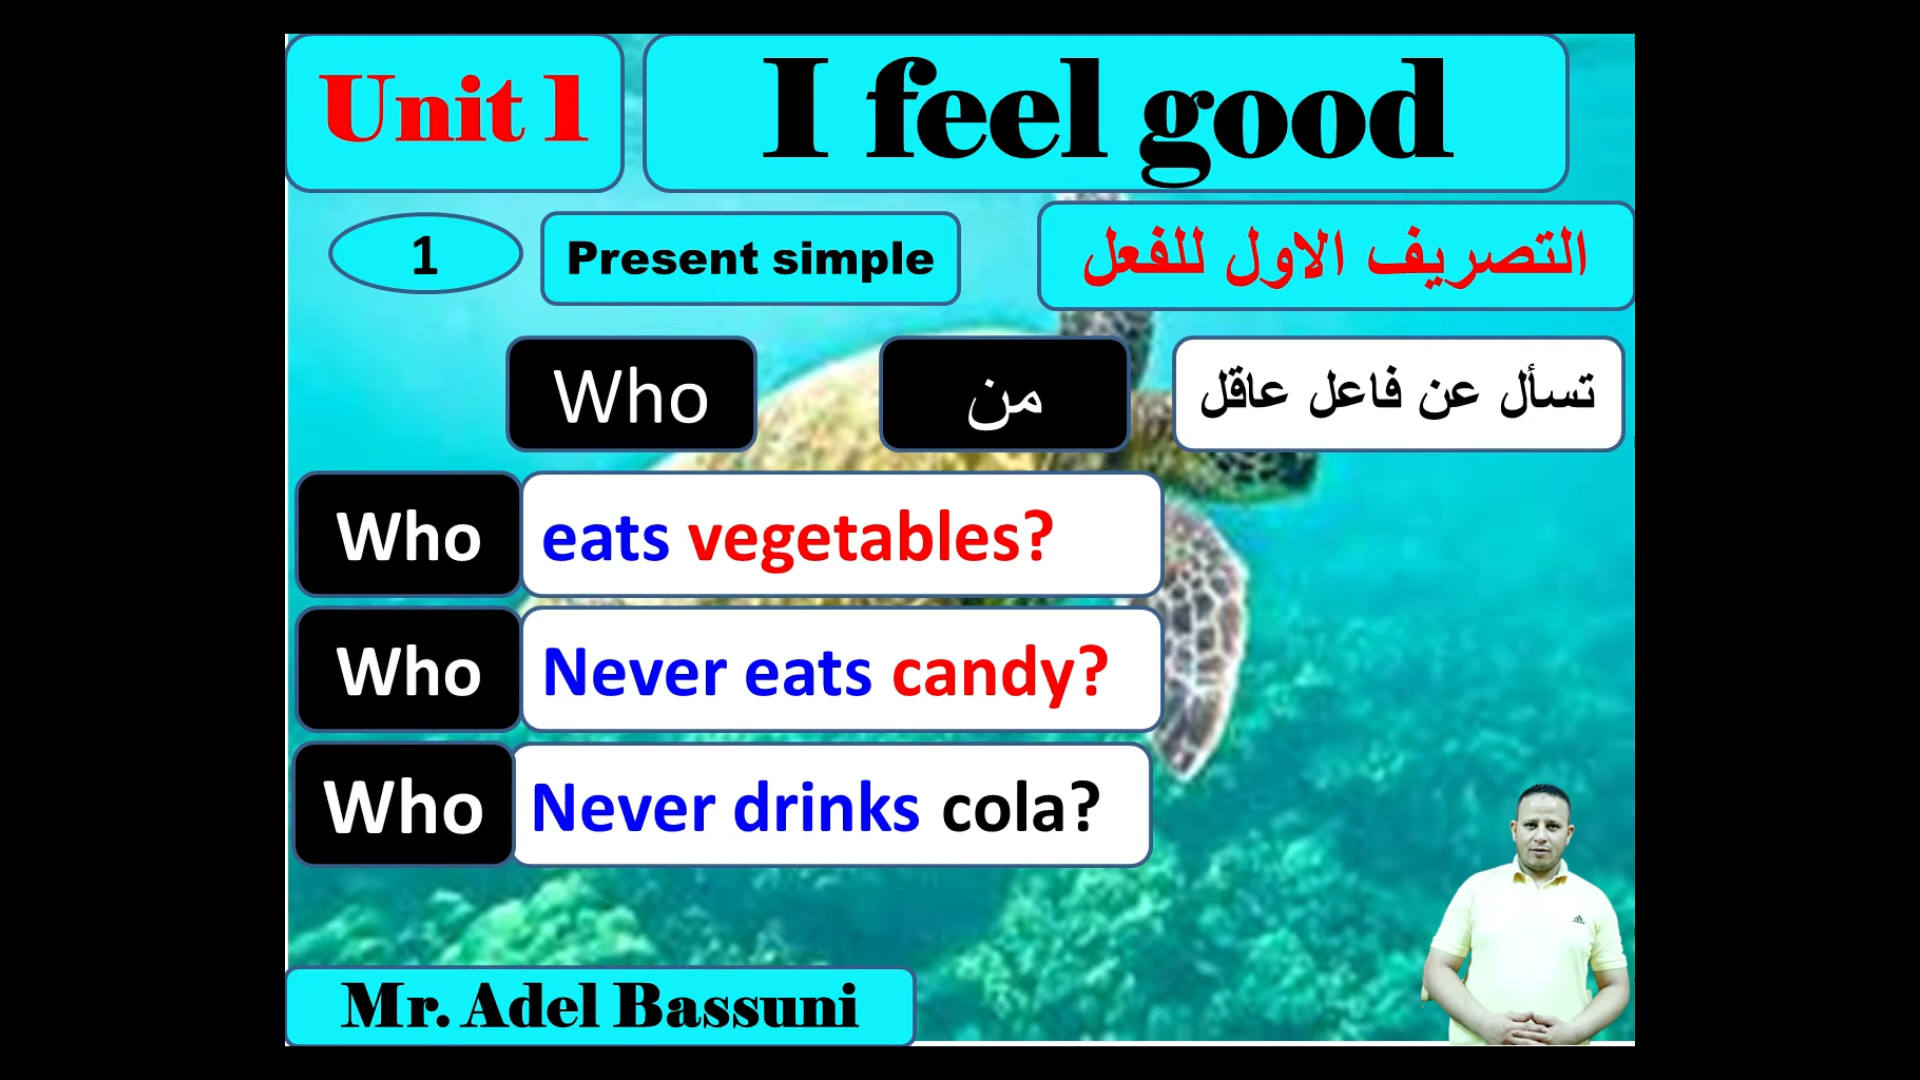 Unit 1
I feel good
1
Present simple
التصريف الاول للفعل
Who
من
تسأل عن فاعل عاقل
Who eats vegetables?
Who Never eats candy?
Who Never drinks cola?
Mr. Adel Bassuni